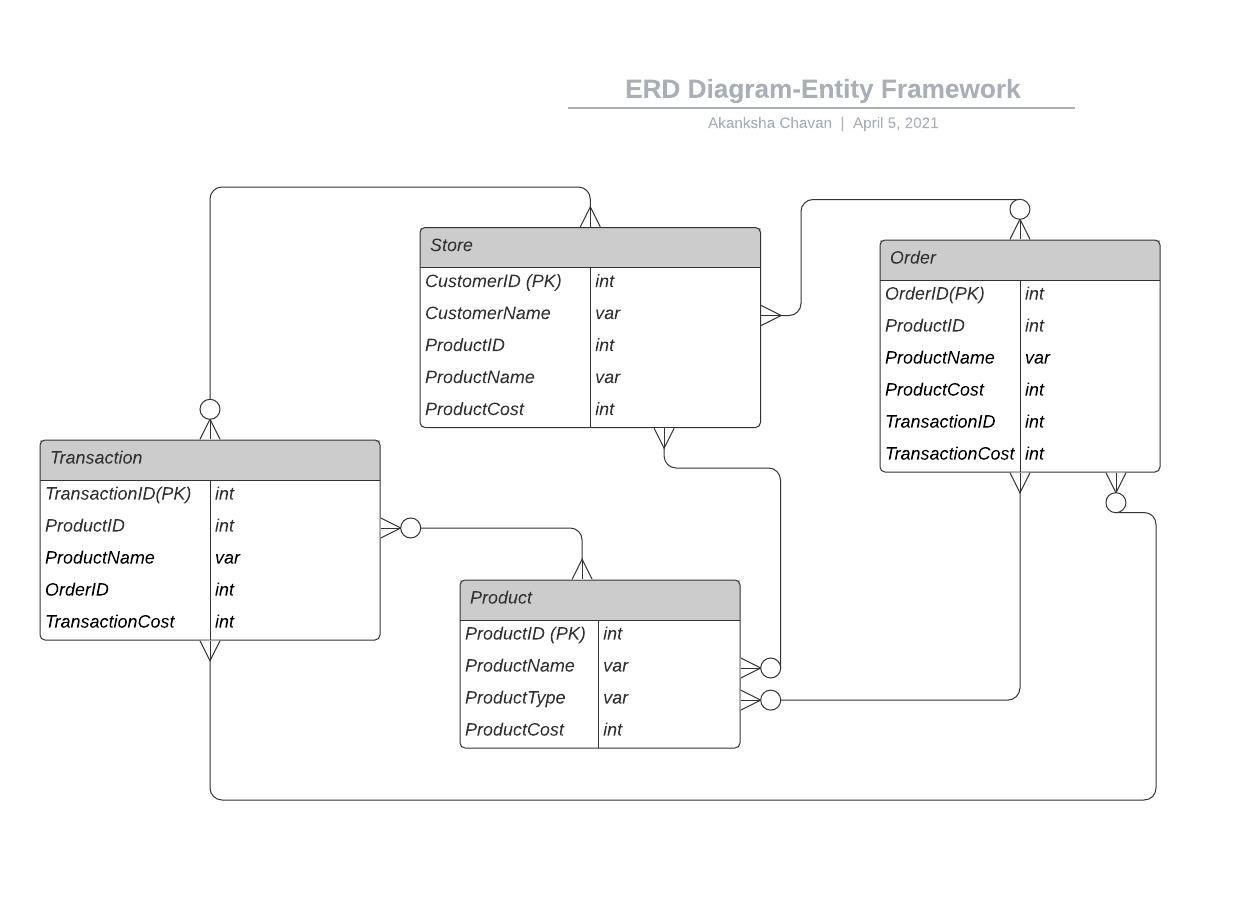 ERD Diagram-Entity Framework
Akanksha Chavan | April 5, 2021
Store
CustomerID (PK) int
CustomerName var
ProductID int
ProductName var
ProductCost int
Order
OrderID(PK) int
ProductID int
ProductName var
ProductCost int
TransactionID int
TransactionCost int
Transaction
TransactionID(PK) int
ProductID int
ProductName var
OrderID int
TransactionCost int
Product
ProductID (PK) int
ProductName var
ProductType var
ProductCost int